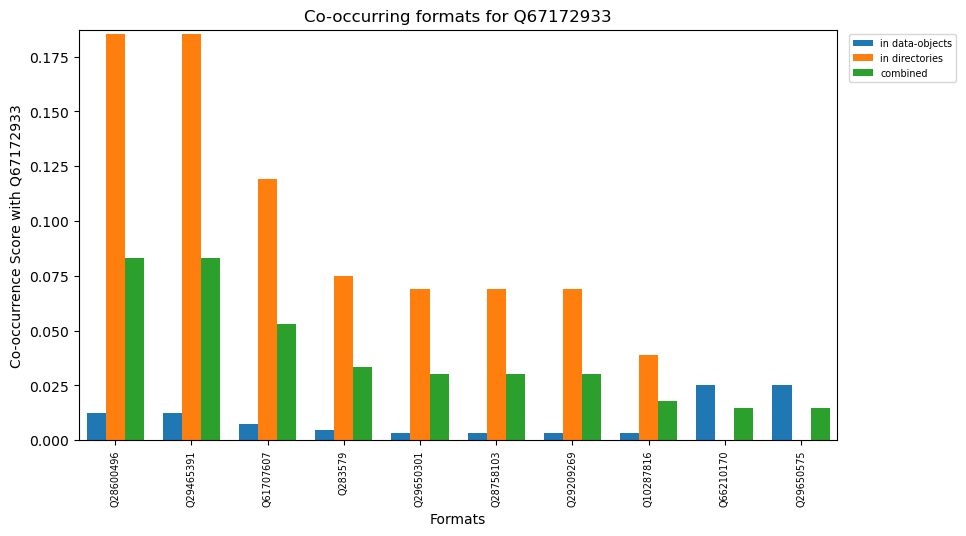 Co-occurring formats for Q67172933
in data-objects
in directories
combined
Co-occurrence Score with Q67172933
0.175
0.150
0.125
0.100
0.075
0.050
0.025
0.000
Q28600496
Q29465391
Q61707607
Q283579
Q29650301
Q28758103
Q29209269
Q10287816
Q66210170
Q29650575
Formats